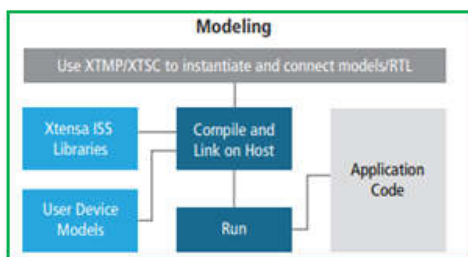 Modeling
Use XTMP/XTSC to instantiate and connect models/RTL
Xtensa ISS
Libraries
Compile and
Link on Host
Application
Code
User Device
Models
Run